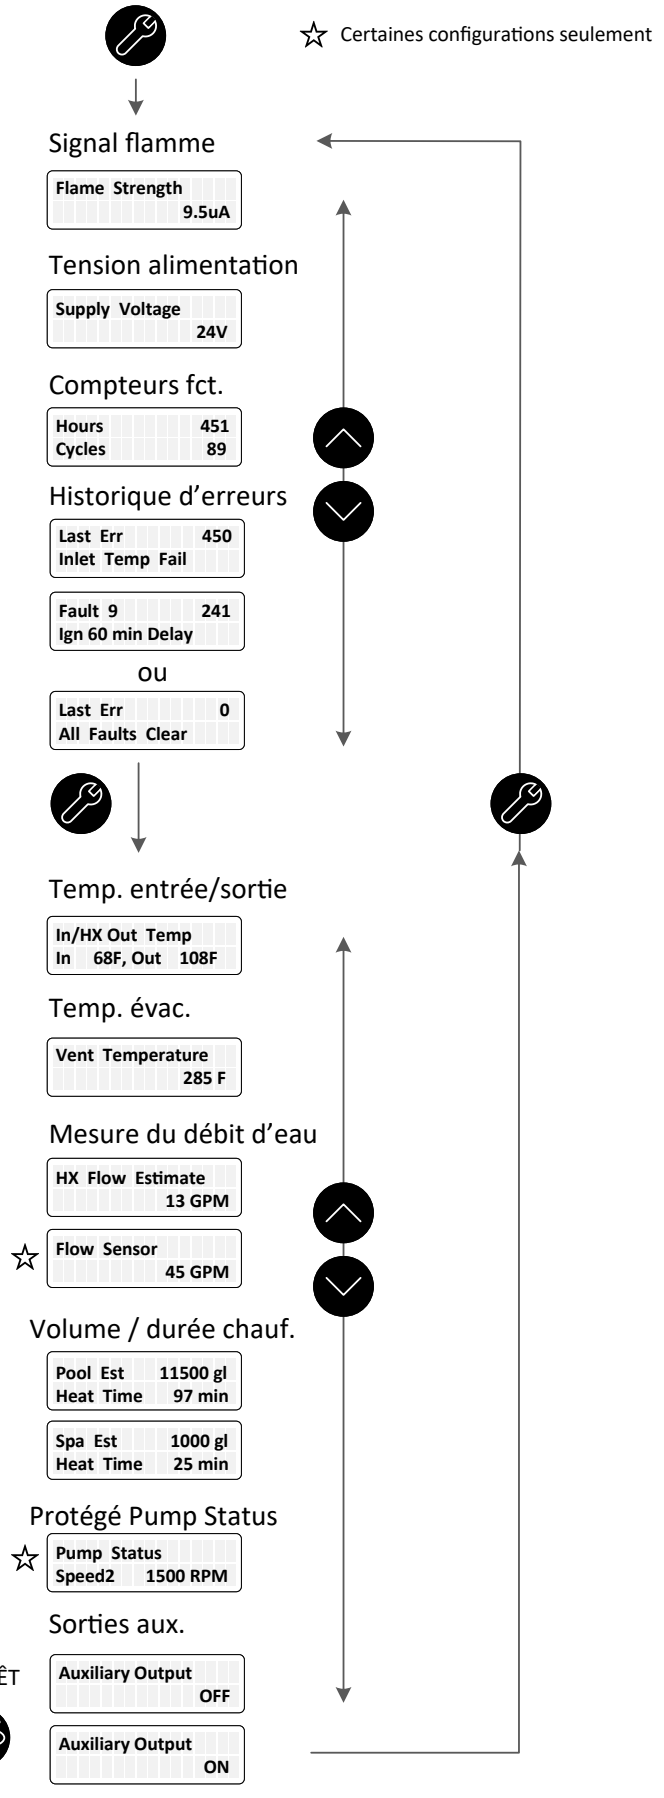 Certaines configurations seulement
Signal flamme
Flame Strength
9.5uA
Tension alimentation
Supply Voltage
24V
Compteurs fct.
Hours 451
Cycles 89
Historique d'erreurs
Last Err 450
Inlet Temp Fail
Fault 9 241
Ign 60 min Delay
ou
Last Err 0
All Faults Clear
Temp. entrée/sortie
In/HX Out Temp
In 68F, Out 108F
Temp. évac.
Vent Temperature
285 F
Mesure du débit d'eau
HX Flow Estimate
13 GPM
Flow Sensor
45 GPM
Volume / durée chauf.
Pool Est 11500 gl
Heat Time 97 min
Spa Est 1000 gl
Heat Time 25 min
Protégé Pump Status
Pump Status
Speed2 1500 RPM
Sorties aux.
ÊT
Auxiliary Output
OFF
Auxiliary Output
ON